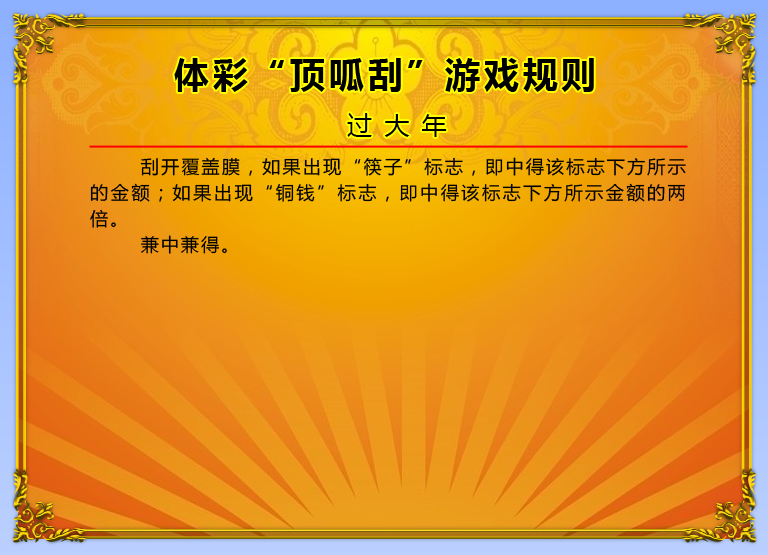 体彩“顶呱刮”游戏规则
过大年
刮开覆盖膜，如果出现“筷子”标志，即中得该标志下方所示
的金额；如果出现“铜钱”标志，即中得该标志下方所示金额的两
倍。
兼中兼得。